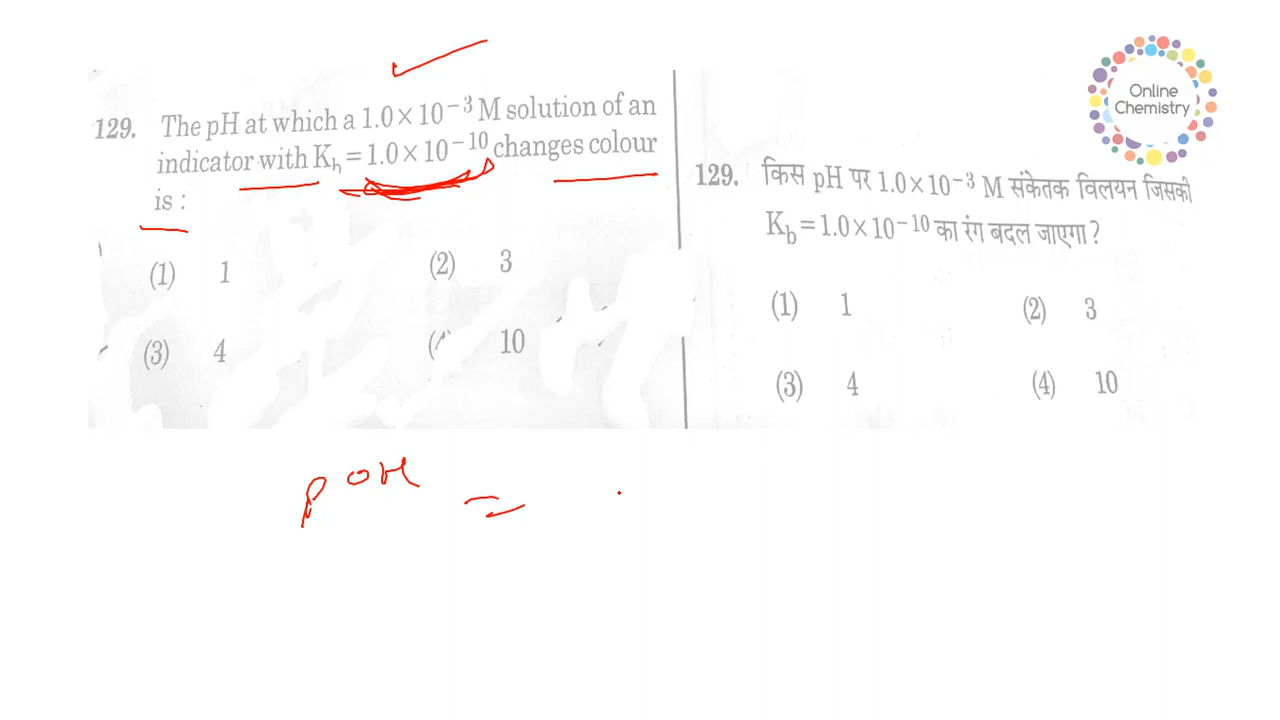 129. The pH at which a 1.0 × 10⁻³ M solution of an
indicator with K_b = 1.0 × 10⁻¹⁰ changes colour
is :
(1) 1 (2) 3
(3) 4 (4) 10
129. किस pH पर 1.0 × 10⁻³ M संकेतक विलयन जिसकी
K_b = 1.0 × 10⁻¹⁰ का रंग बदल जाएगा ?
(1) 1 (2) 3
(3) 4 (4) 10
Online
Chemistry
pOH =